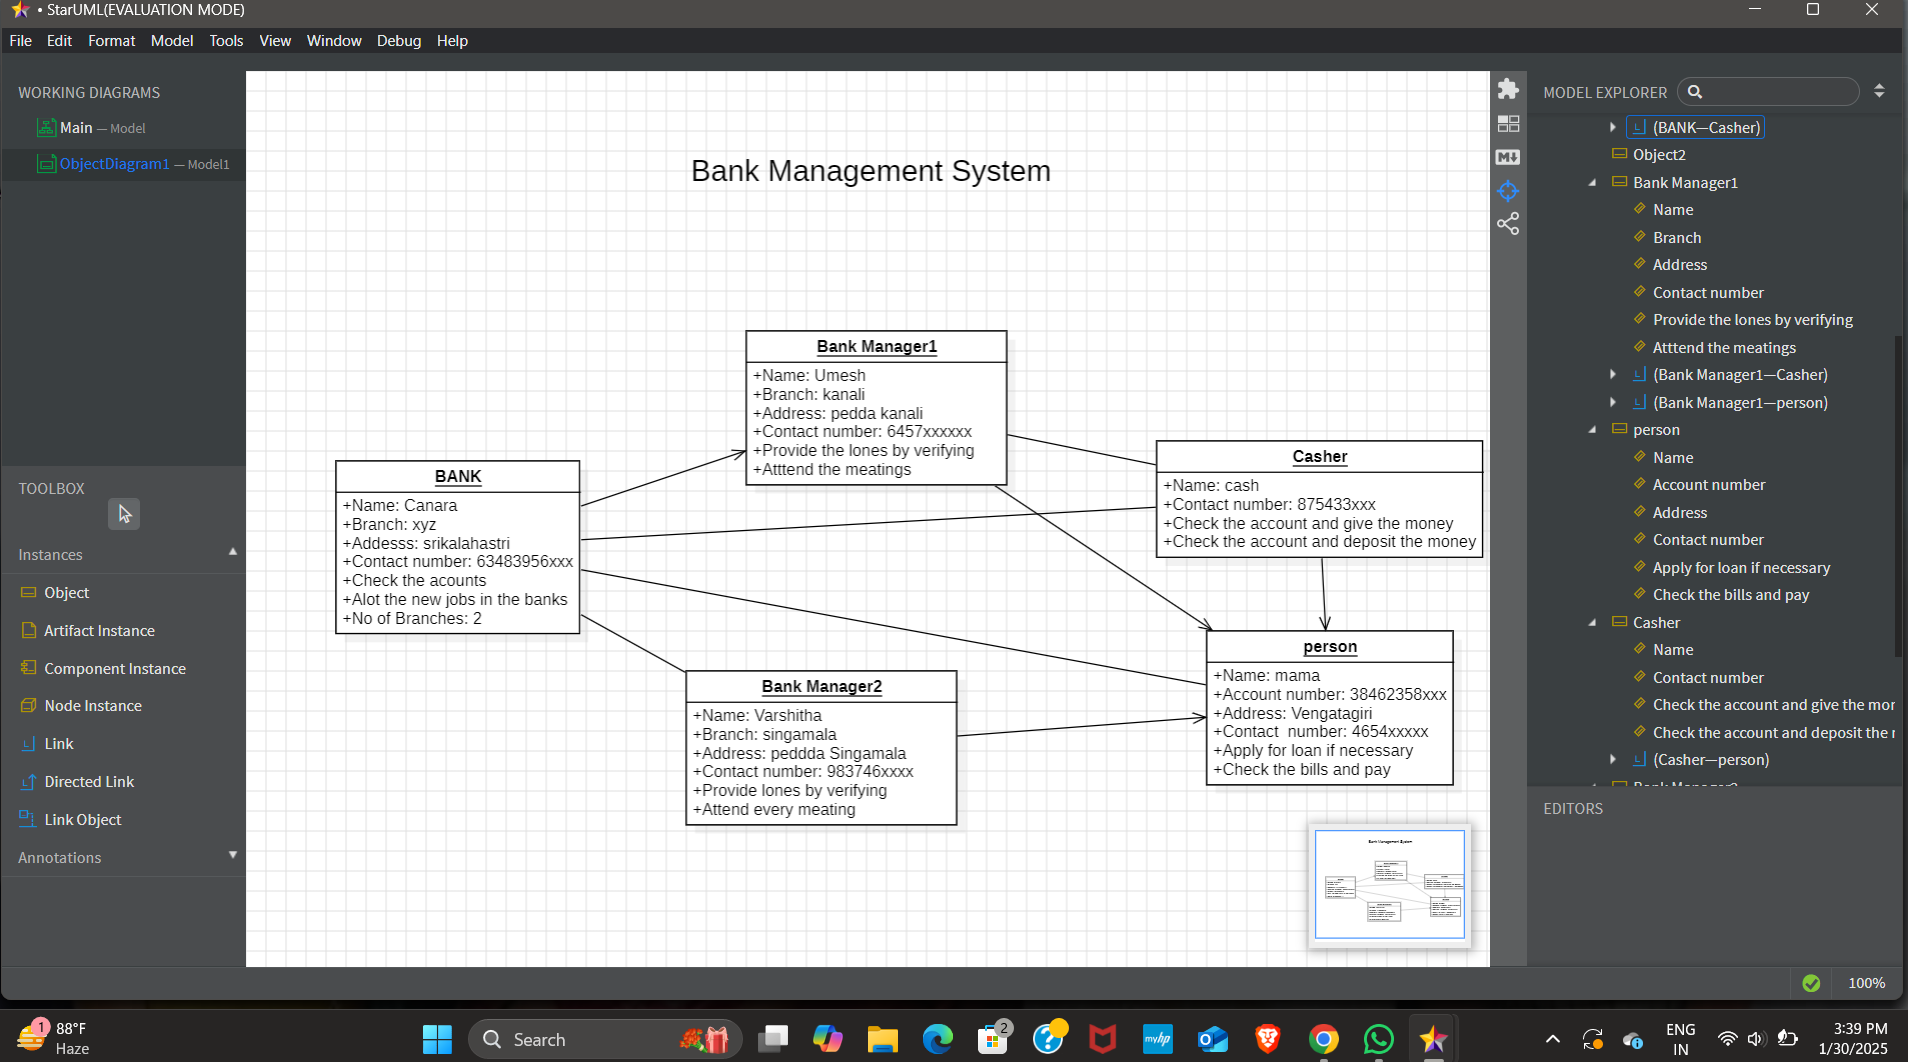 • StarUML(EVALUATION MODE)
File Edit Format Model Tools View Window Debug Help
WORKING DIAGRAMS
Main — Model
ObjectDiagram1 — Model1
TOOLBOX
Instances
Object
Artifact Instance
Component Instance
Node Instance
Link
Directed Link
Link Object
Annotations
Bank Management System
BANK
+Name: Canara
+Branch: xyz
+Addesss: srikalahastri
+Contact number: 63483956xxx
+Check the acounts
+Alot the new jobs in the banks
+No of Branches: 2
Bank Manager1
+Name: Umesh
+Branch: kanali
+Address: pedda kanali
+Contact number: 6457xxxxxx
+Provide the lones by verifying
+Atttend the meatings
Casher
+Name: cash
+Contact number: 875433xxx
+Check the account and give the money
+Check the account and deposit the money
Bank Manager2
+Name: Varshitha
+Branch: singamala
+Address: peddda Singamala
+Contact number: 983746xxxx
+Provide lones by verifying
+Attend every meating
person
+Name: mama
+Account number: 38462358xxx
+Address: Vengatagiri
+Contact  number: 4654xxxxx
+Apply for loan if necessary
+Check the bills and pay
MODEL EXPLORER
(BANK—Casher)
Object2
Bank Manager1
Name
Branch
Address
Contact number
Provide the lones by verifying
Atttend the meatings
(Bank Manager1—Casher)
(Bank Manager1—person)
person
Name
Account number
Address
Contact number
Apply for loan if necessary
Check the bills and pay
Casher
Name
Contact number
Check the account and give the mor
Check the account and deposit the
(Casher—person)
EDITORS
100%
1
88°F
Haze
Search
2
myhp
ENG
IN
3:39 PM
1/30/2025